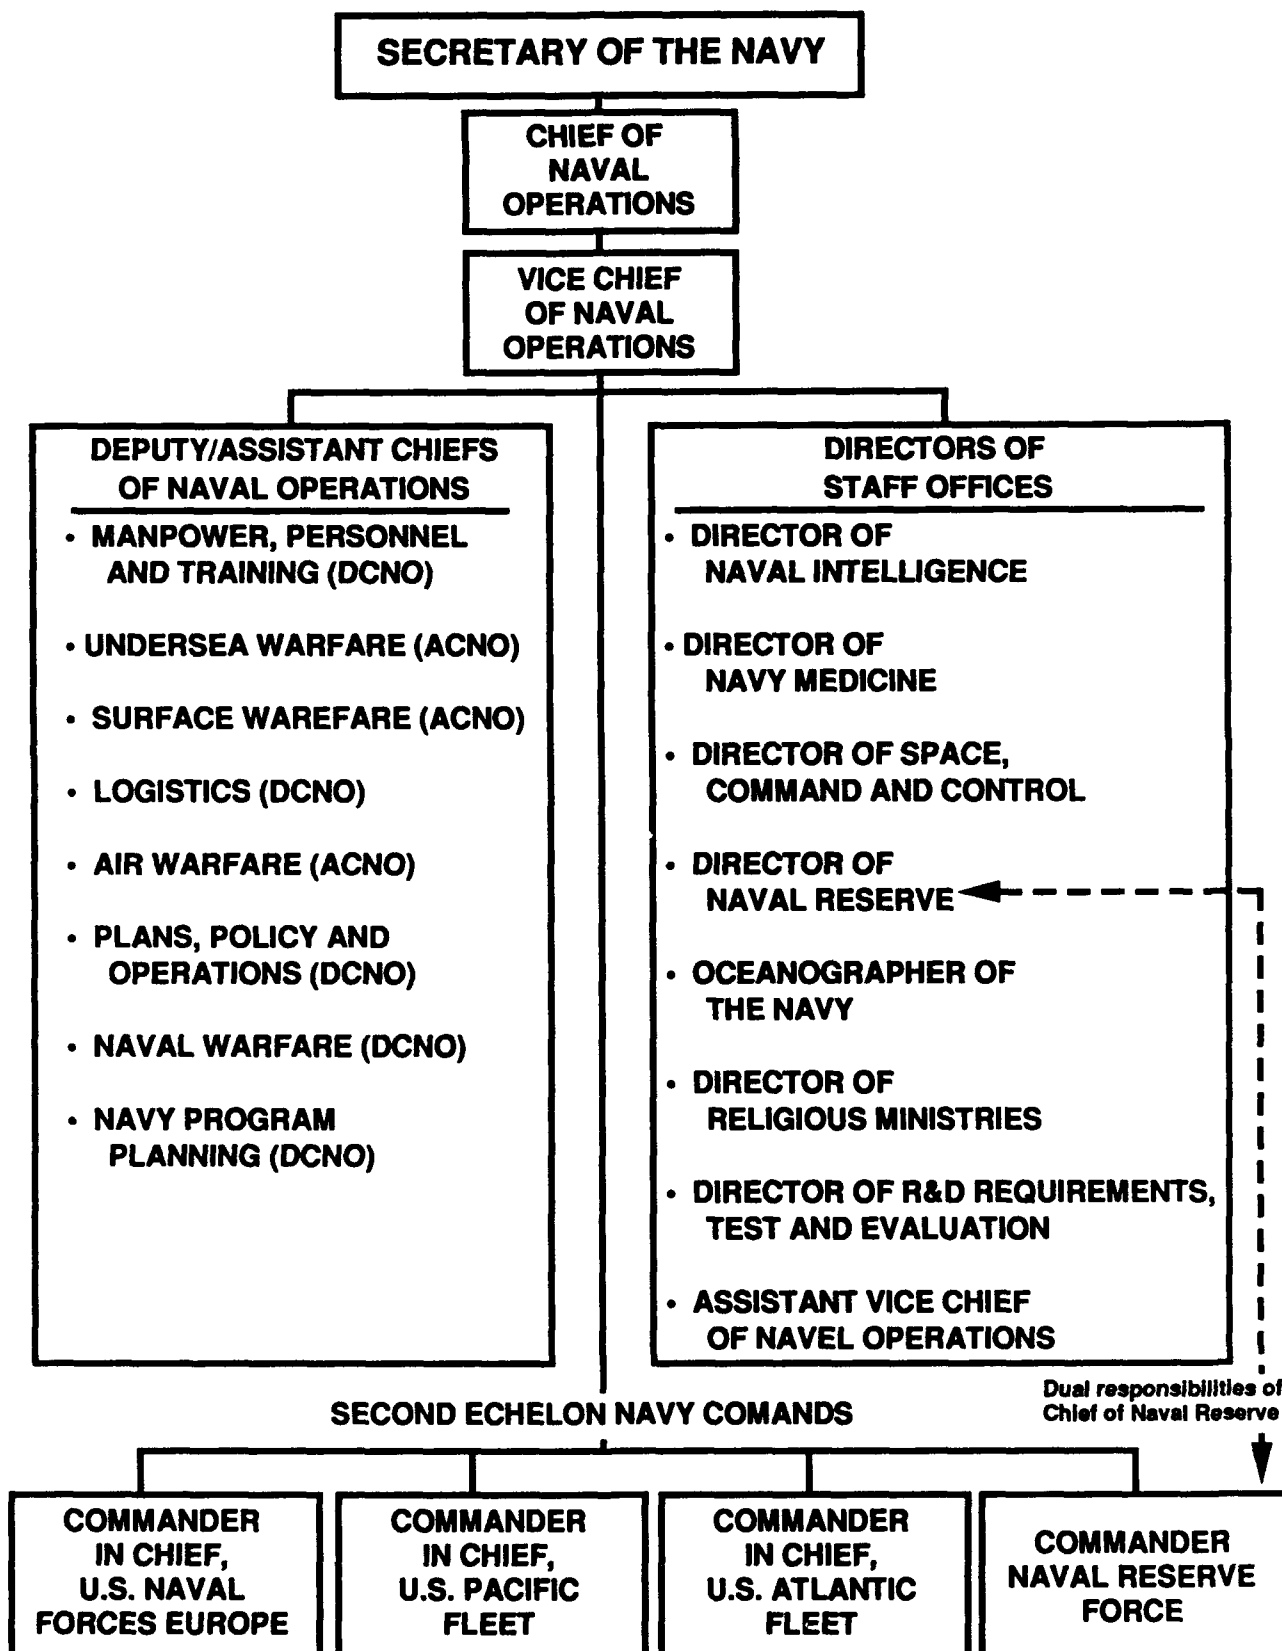 SECRETARY OF THE NAVY
CHIEF OF
NAVAL
OPERATIONS
VICE CHIEF
OF NAVAL
OPERATIONS
DEPUTY/ASSISTANT CHIEFS
OF NAVAL OPERATIONS
• MANPOWER, PERSONNEL
AND TRAINING (DCNO)
• UNDERSEA WARFARE (ACNO)
• SURFACE WAREFARE (ACNO)
• LOGISTICS (DCNO)
• AIR WARFARE (ACNO)
• PLANS, POLICY AND
OPERATIONS (DCNO)
• NAVAL WARFARE (DCNO)
• NAVY PROGRAM
PLANNING (DCNO)
DIRECTORS OF
STAFF OFFICES
• DIRECTOR OF
NAVAL INTELLIGENCE
• DIRECTOR OF
NAVY MEDICINE
• DIRECTOR OF SPACE,
COMMAND AND CONTROL
• DIRECTOR OF
NAVAL RESERVE
• OCEANOGRAPHER OF
THE NAVY
• DIRECTOR OF
RELIGIOUS MINISTRIES
• DIRECTOR OF R&D REQUIREMENTS,
TEST AND EVALUATION
• ASSISTANT VICE CHIEF
OF NAVEL OPERATIONS
Dual responsibilities of
Chief of Naval Reserve
SECOND ECHELON NAVY COMANDS
COMMANDER
IN CHIEF,
U.S. NAVAL
FORCES EUROPE
COMMANDER
IN CHIEF,
U.S. PACIFIC
FLEET
COMMANDER
IN CHIEF,
U.S. ATLANTIC
FLEET
COMMANDER
NAVAL RESERVE
FORCE